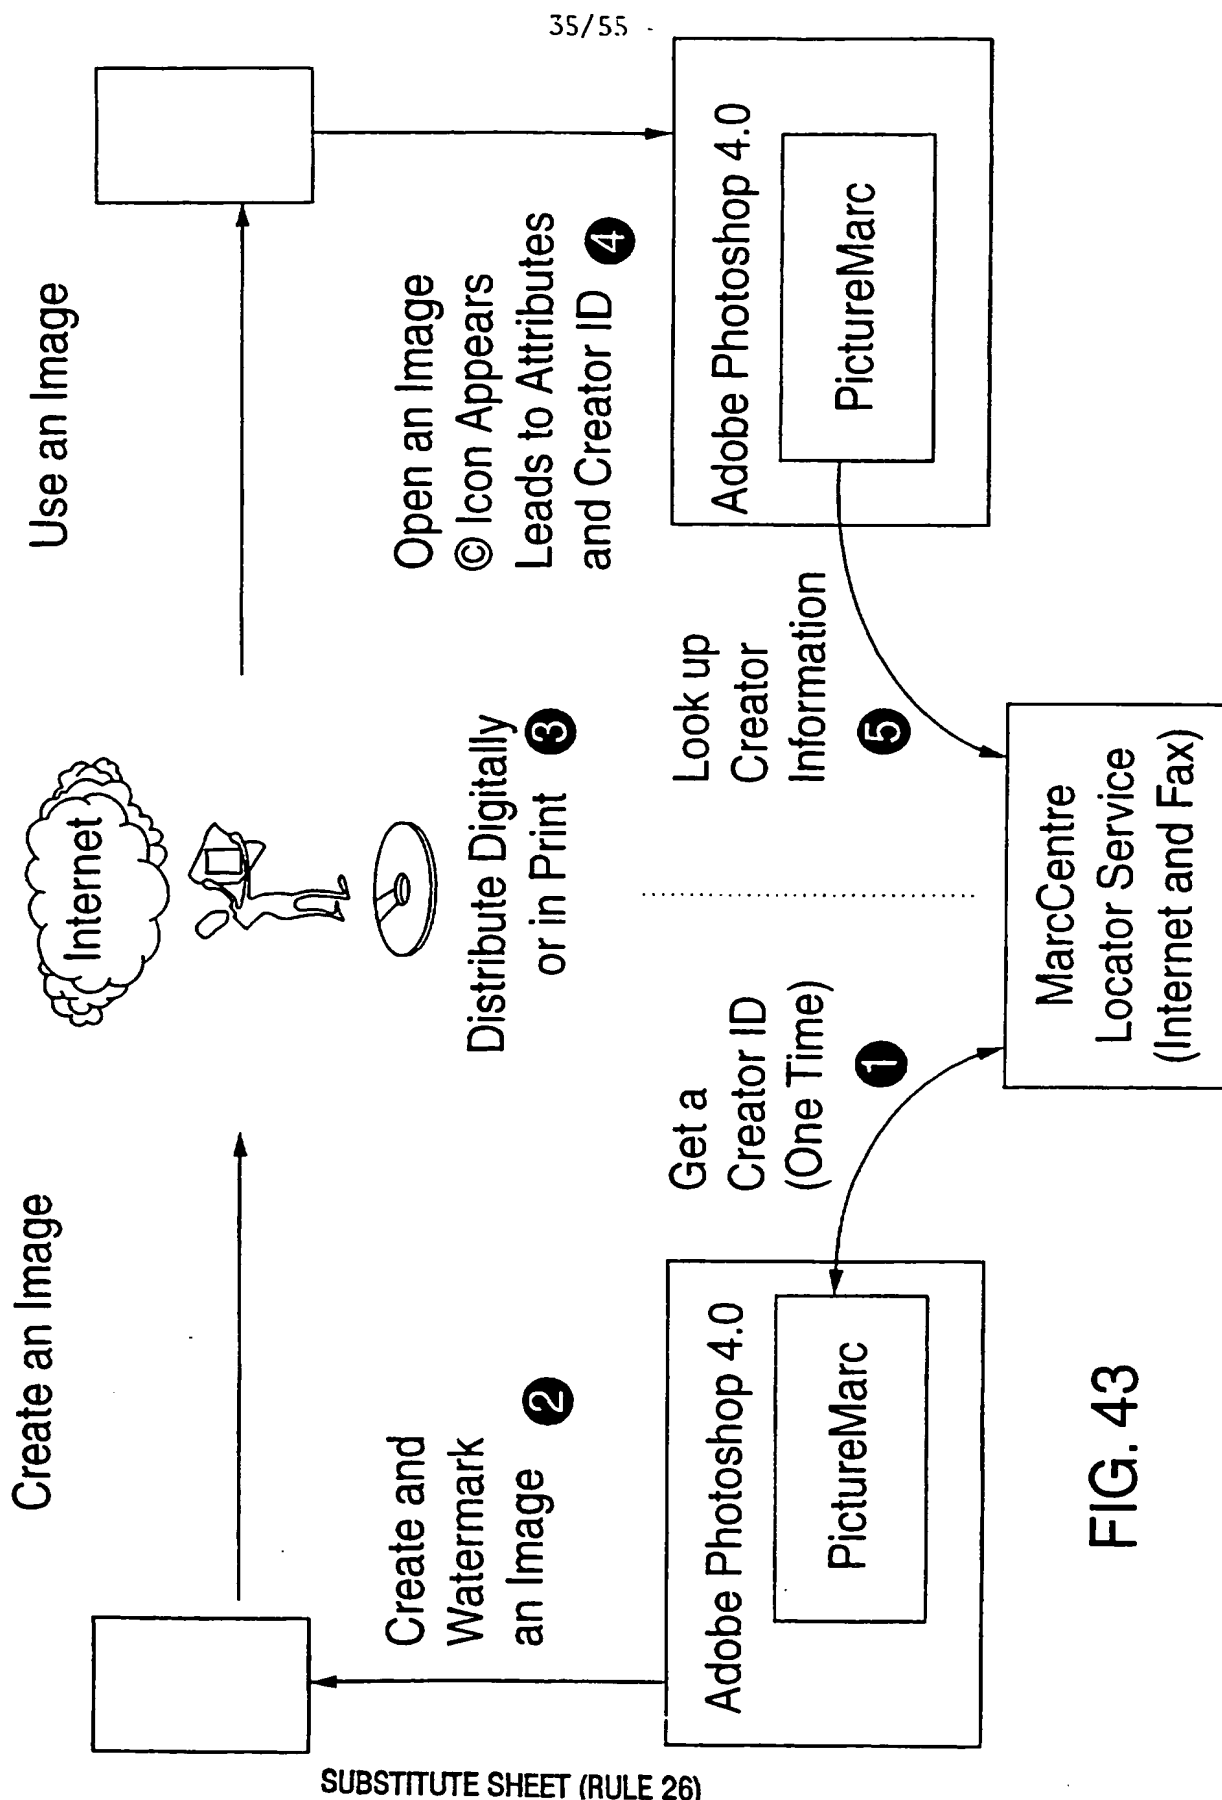 35/55
Create an Image
Use an Image
Internet
Create and
Watermark
an Image
2
Distribute Digitally
or in Print
3
Open an Image
© Icon Appears
Leads to Attributes
and Creator ID
4
Adobe Photoshop 4.0
PictureMarc
Get a
Creator ID
(One Time)
1
Look up
Creator
Information
5
Adobe Photoshop 4.0
PictureMarc
MarcCentre
Locator Service
(Internet and Fax)
FIG. 43
SUBSTITUTE SHEET (RULE 26)